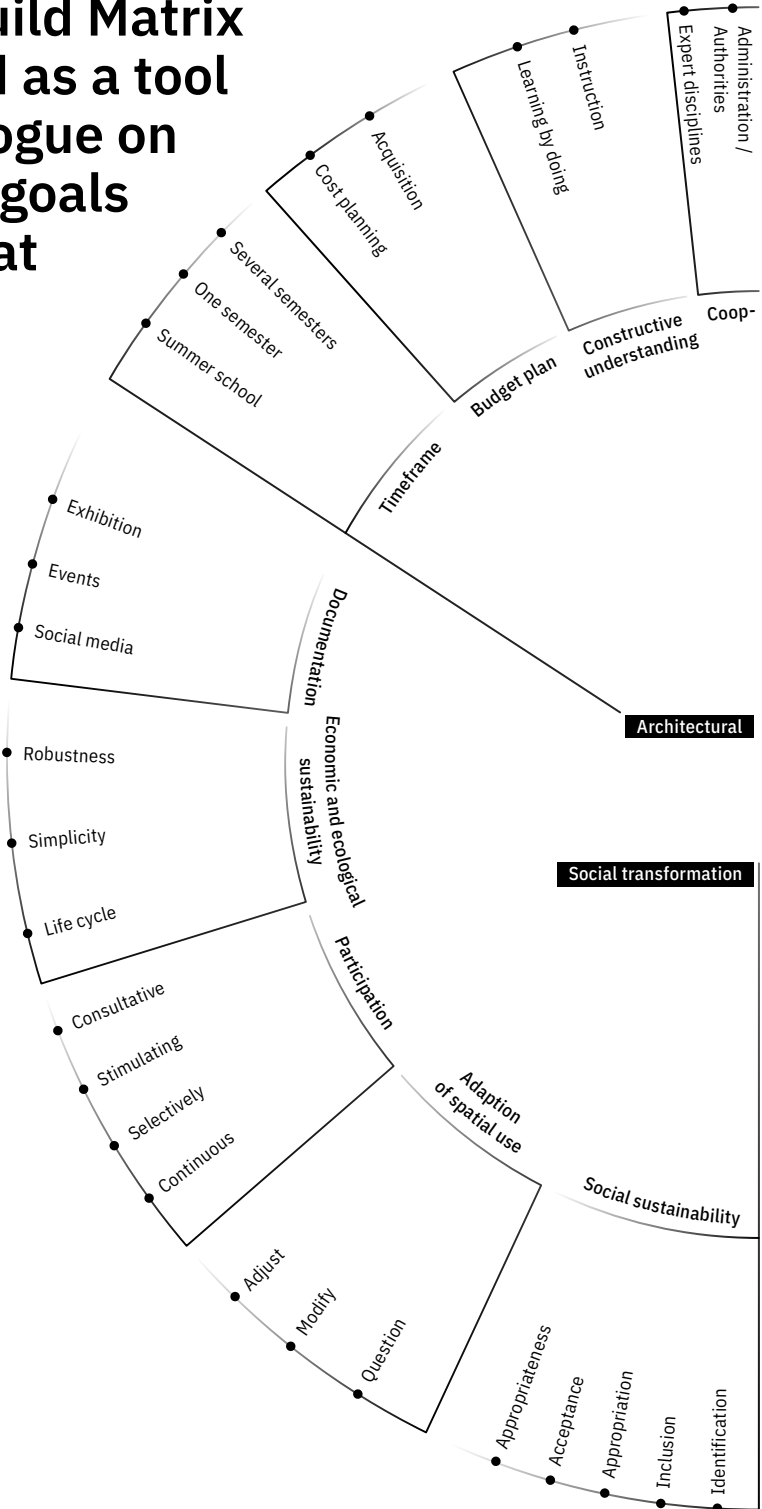 uild Matrix
d as a tool
ogue on
goals
at
Administration /
Authorities
Expert disciplines
Coop-
Instruction
Learning by doing
Constructive
understanding
Acquisition
Cost planning
Budget plan
Several semesters
One semester
Summer school
Timeframe
Architectural
Exhibition
Events
Social media
Documentation
Robustness
Simplicity
Life cycle
Economic and ecological
sustainability
Social transformation
Consultative
Stimulating
Selectively
Continuous
Participation
Adjust
Modify
Question
Adaption
of spatial use
Social sustainability
Appropriateness
Acceptance
Appropriation
Inclusion
Identification